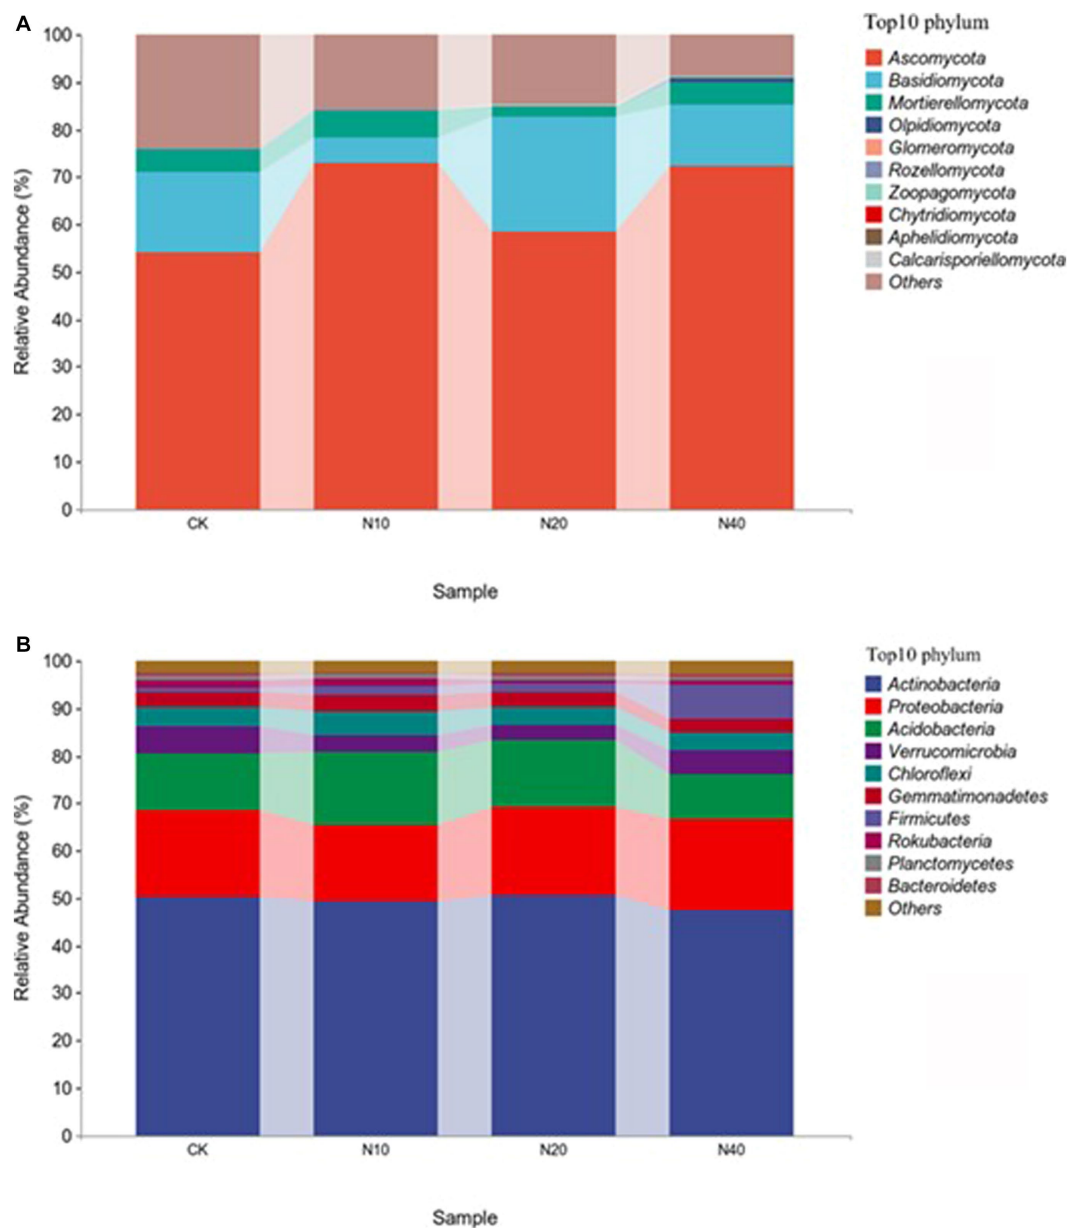 A
Top10 phylum
100
90
80
70
60
50
40
30
20
10
0
Relative Abundance (%)
Ascomycota
Basidiomycota
Mortierellomycota
Olpidiomycota
Glomeromycota
Rozellomycota
Zoopagomycota
Chytridiomycota
Aphelidiomycota
Calcarisporiellomycota
Others
CK N10 N20 N40
Sample
B
Top10 phylum
100
90
80
70
60
50
40
30
20
10
0
Relative Abundance (%)
Actinobacteria
Proteobacteria
Acidobacteria
Verrucomicrobia
Chloroflexi
Gemmatimonadetes
Firmicutes
Rokubacteria
Planctomycetes
Bacteroidetes
Others
CK N10 N20 N40
Sample